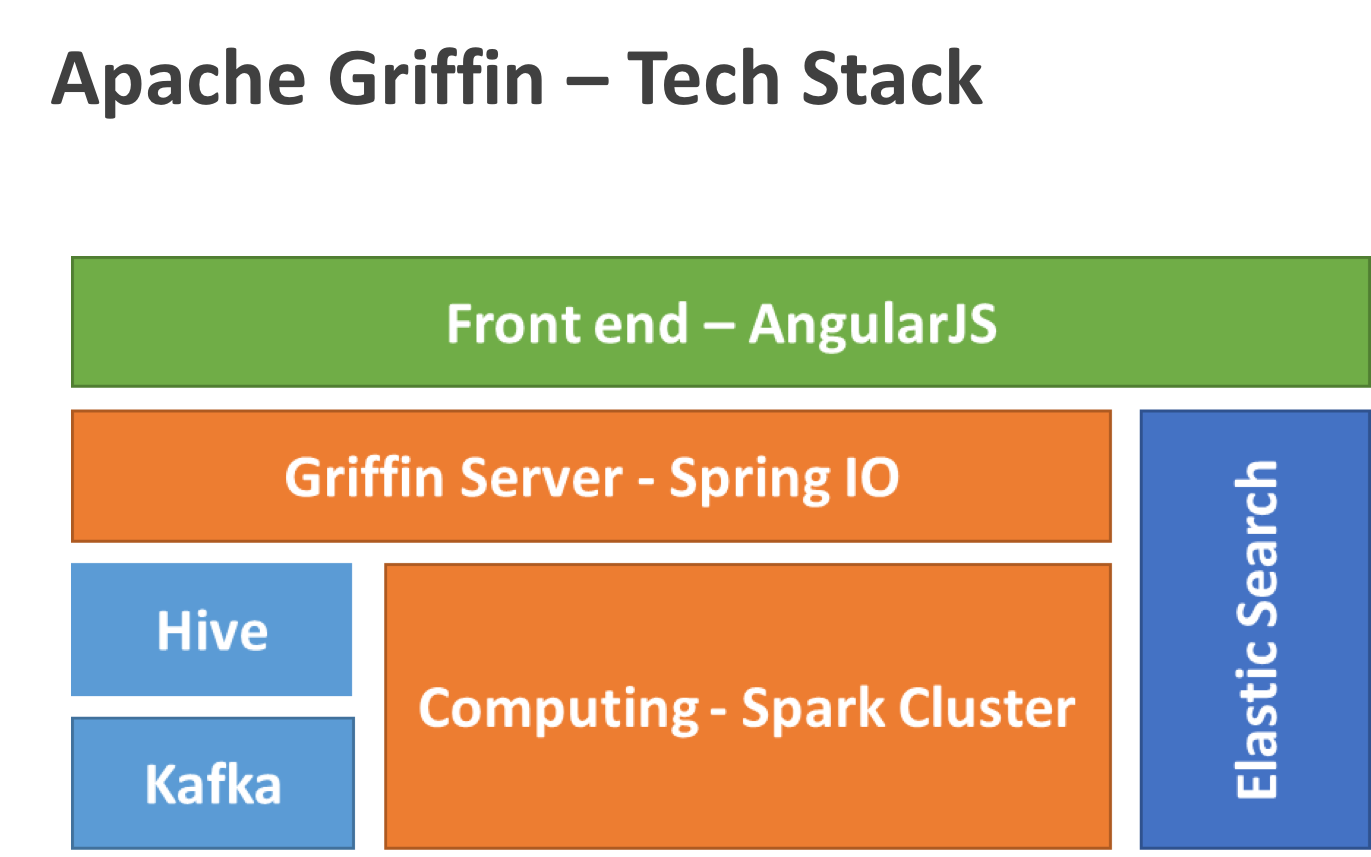 Apache Griffin – Tech Stack
Front end – AngularJS
Griffin Server - Spring IO
Hive
Kafka
Computing - Spark Cluster
Elastic Search